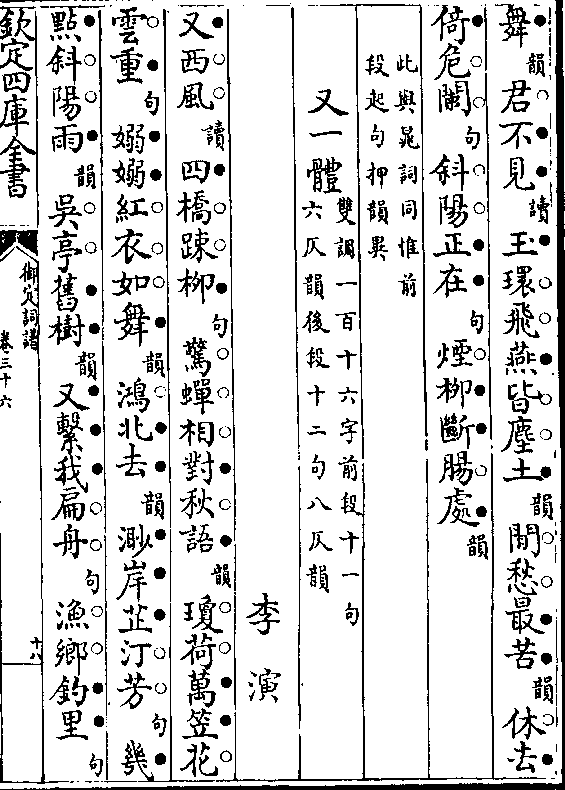 舞韻君不見讀玉環飛燕皆塵土韻閒愁最苦韻休去
倚危闌句斜陽正在句煙柳斷腸處韻
此與晁詞同惟前
段起句押韻異
又一體
雙調一百十六字前段十一句
六仄韻後段十二句八仄韻
李演
又西風讀四橋踈柳句驚蟬相對秋語韻瓊荷萬笠花
雲重句嫋嫋紅衣如舞韻鴻北去韻渺岸芷汀芳句幾
點斜陽雨韻吳亭舊樹韻又繫我扁舟句漁鄉釣里句
欽定四庫全書
御定詞譜
卷三十六
十八